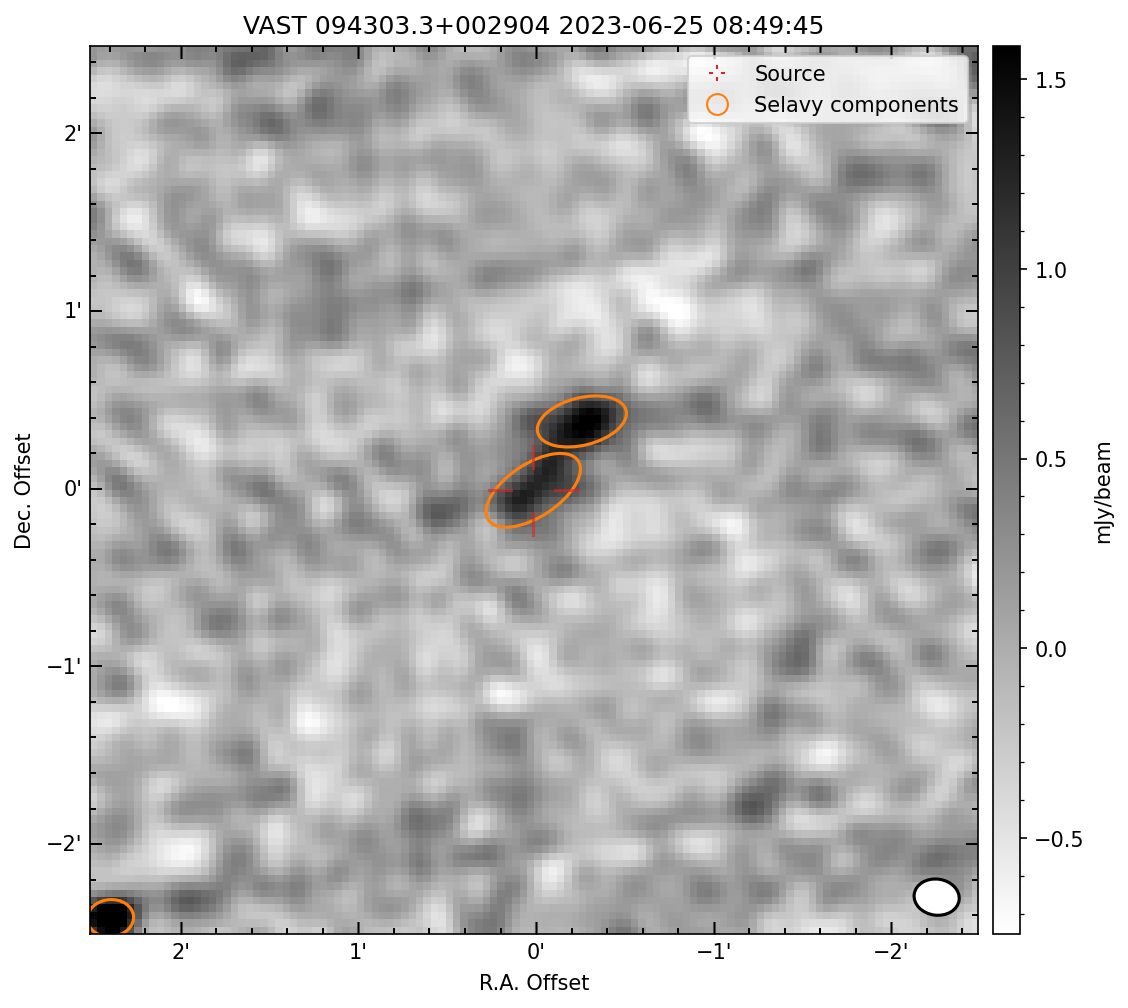 VAST 094303.3+002904 2023-06-25 08:49:45
Source
Selavy components
2'
1'
0'
−1'
−2'
Dec. Offset
2'
1'
0'
−1'
−2'
R.A. Offset
1.5
1.0
0.5
0.0
−0.5
mJy/beam